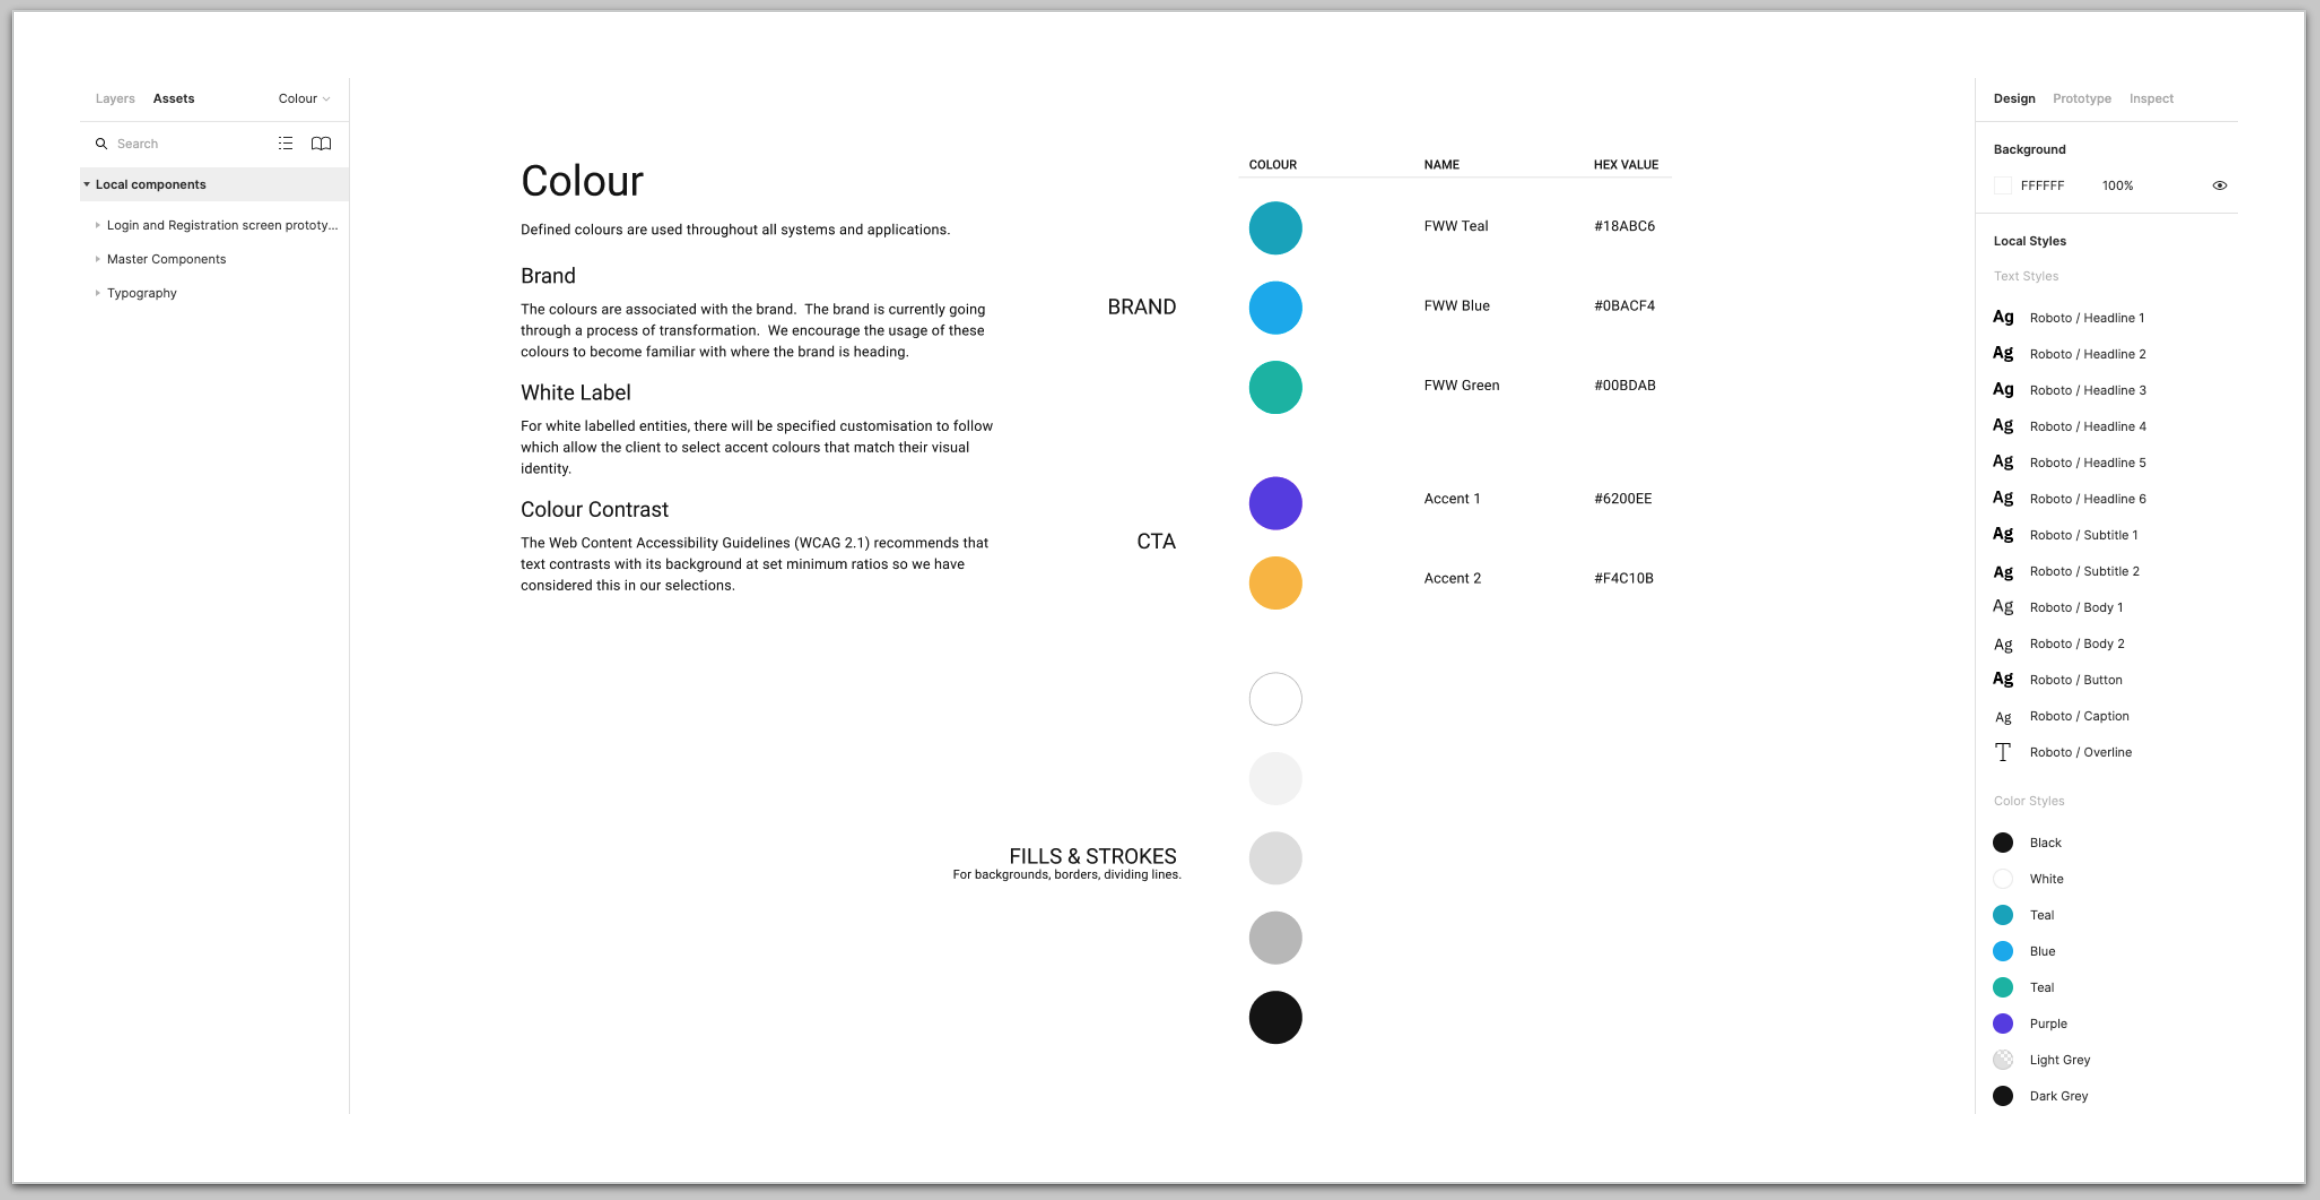 Layers Assets Colour
Search
Local components
Login and Registration screen prototy...
Master Components
Typography
Colour
Defined colours are used throughout all systems and applications.
Brand
The colours are associated with the brand.  The brand is currently going
through a process of transformation.  We encourage the usage of these
colours to become familiar with where the brand is heading.
White Label
For white labelled entities, there will be specified customisation to follow
which allow the client to select accent colours that match their visual
identity.
Colour Contrast
The Web Content Accessibility Guidelines (WCAG 2.1) recommends that
text contrasts with its background at set minimum ratios so we have
considered this in our selections.
COLOUR NAME HEX VALUE
BRAND
FWW Teal #18ABC6
FWW Blue #0BACF4
FWW Green #00BDAB
CTA
Accent 1 #6200EE
Accent 2 #F4C10B
FILLS & STROKES
For backgrounds, borders, dividing lines.
Design Prototype Inspect
Background
FFFFFF 100%
Local Styles
Text Styles
Ag Roboto / Headline 1
Ag Roboto / Headline 2
Ag Roboto / Headline 3
Ag Roboto / Headline 4
Ag Roboto / Headline 5
Ag Roboto / Headline 6
Ag Roboto / Subtitle 1
Ag Roboto / Subtitle 2
Ag Roboto / Body 1
Ag Roboto / Body 2
Ag Roboto / Button
Ag Roboto / Caption
T Roboto / Overline
Color Styles
Black
White
Teal
Blue
Teal
Purple
Light Grey
Dark Grey